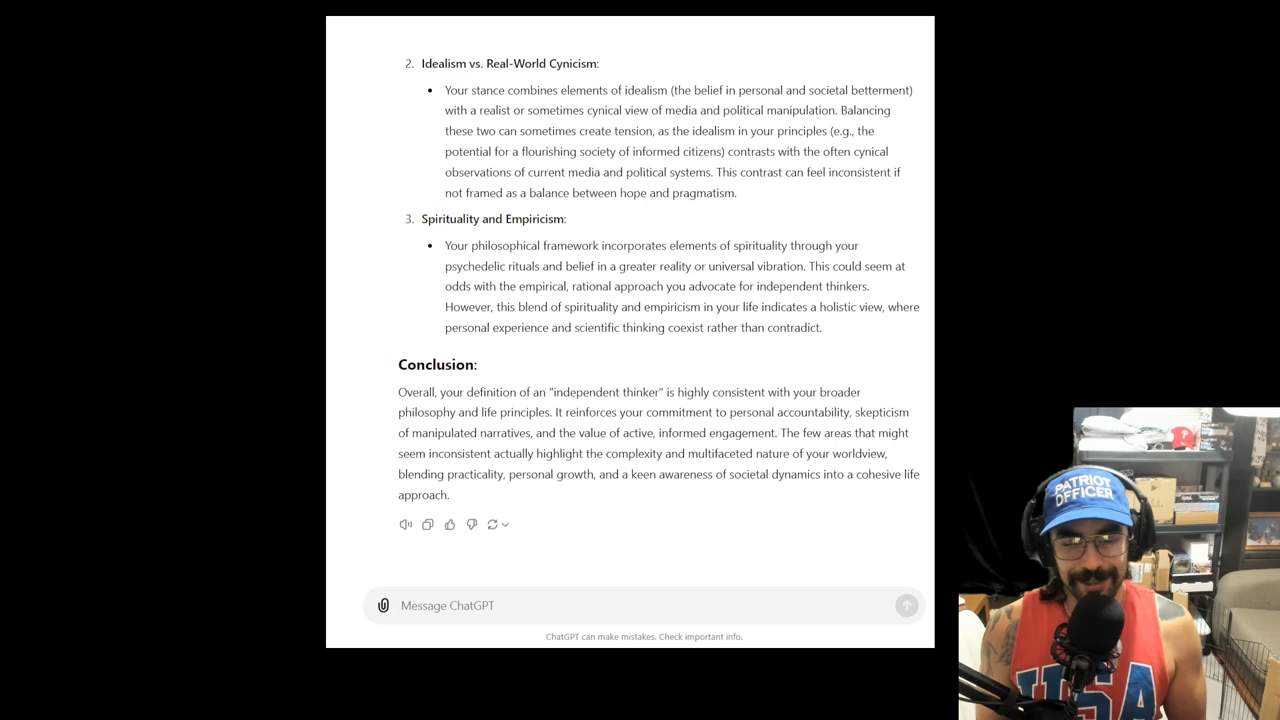 2. Idealism vs. Real-World Cynicism:
• Your stance combines elements of idealism (the belief in personal and societal betterment)
with a realist or sometimes cynical view of media and political manipulation. Balancing
these two can sometimes create tension, as the idealism in your principles (e.g., the
potential for a flourishing society of informed citizens) contrasts with the often cynical
observations of current media and political systems. This contrast can feel inconsistent if
not framed as a balance between hope and pragmatism.
3. Spirituality and Empiricism:
• Your philosophical framework incorporates elements of spirituality through your
psychedelic rituals and belief in a greater reality or universal vibration. This could seem at
odds with the empirical, rational approach you advocate for independent thinkers.
However, this blend of spirituality and empiricism in your life indicates a holistic view, where
personal experience and scientific thinking coexist rather than contradict.
Conclusion:
Overall, your definition of an "independent thinker" is highly consistent with your broader
philosophy and life principles. It reinforces your commitment to personal accountability, skepticism
of manipulated narratives, and the value of active, informed engagement. The few areas that might
seem inconsistent actually highlight the complexity and multifaceted nature of your worldview,
blending practicality, personal growth, and a keen awareness of societal dynamics into a cohesive life
approach.
Message ChatGPT
ChatGPT can make mistakes. Check important info.
PATRIOT
OFFICER
USA